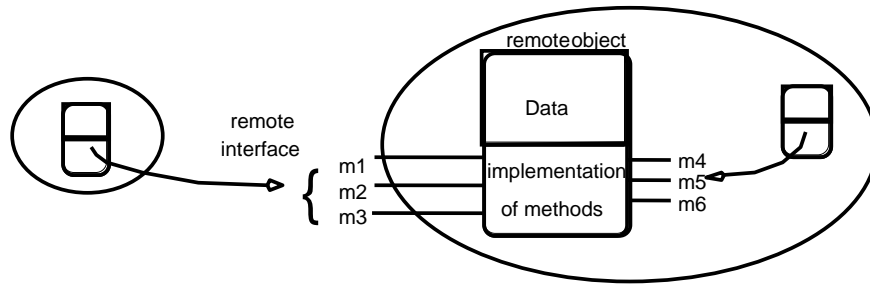 remoteobject
Data
remote
interface
{
m1
m2
m3
implementation
of methods
m4
m5
m6